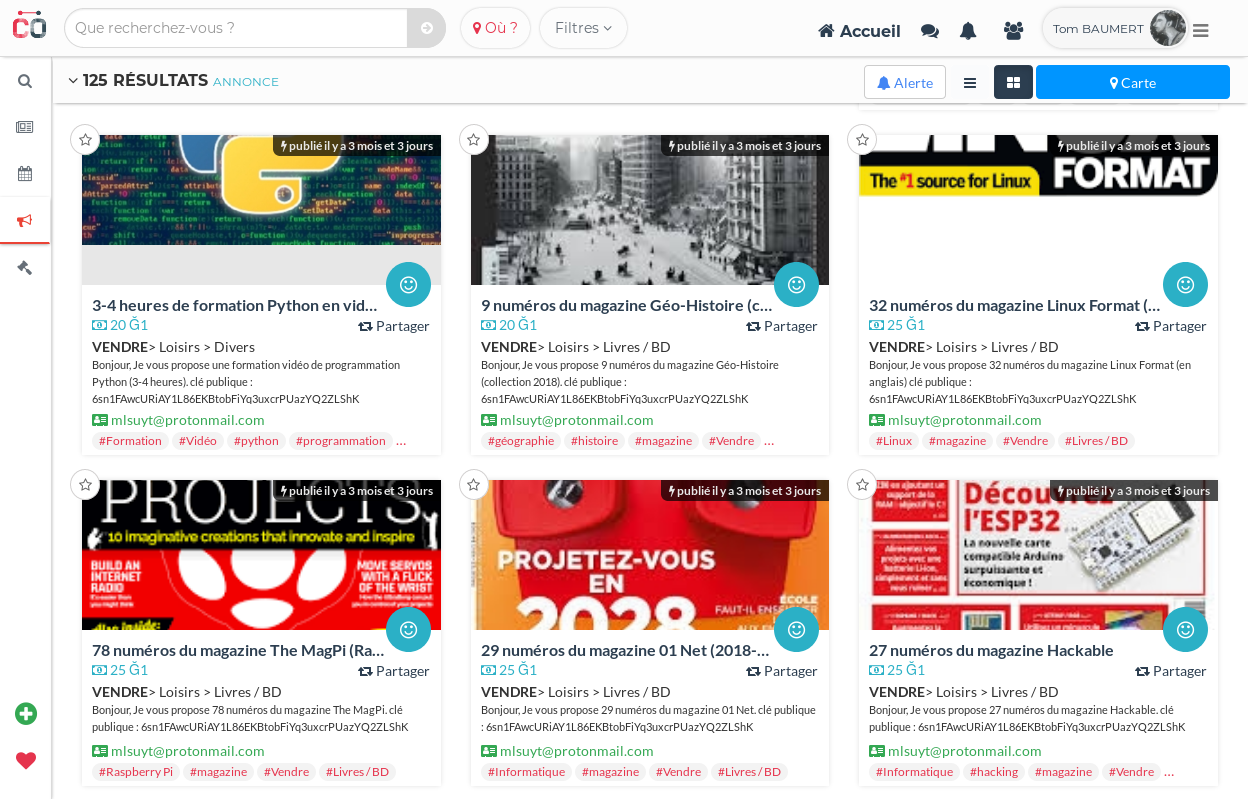 CO
Que recherchez-vous ?
Où ?
Filtres
Accueil
Tom BAUMERT
125 RÉSULTATS ANNONCE
Alerte
Carte
publié il y a 3 mois et 3 jours
3-4 heures de formation Python en vid...
20 Ğ1
Partager
VENDRE> Loisirs > Divers
Bonjour, Je vous propose une formation vidéo de programmation
Python (3-4 heures). clé publique :
6sn1FAwcURiAY1L86EKBtobFiYq3uxcrPUazYQ2ZLShK
mlsuyt@protonmail.com
#Formation #Vidéo #python #programmation ...
publié il y a 3 mois et 3 jours
9 numéros du magazine Géo-Histoire (c...
20 Ğ1
Partager
VENDRE> Loisirs > Livres / BD
Bonjour, Je vous propose 9 numéros du magazine Géo-Histoire
(collection 2018). clé publique :
6sn1FAwcURiAY1L86EKBtobFiYq3uxcrPUazYQ2ZLShK
mlsuyt@protonmail.com
#géographie #histoire #magazine #Vendre ...
publié il y a 3 mois et 3 jours
The #1 source for Linux
FORMAT
32 numéros du magazine Linux Format (...
25 Ğ1
Partager
VENDRE> Loisirs > Livres / BD
Bonjour, Je vous propose 32 numéros du magazine Linux Format (en
anglais) clé publique :
6sn1FAwcURiAY1L86EKBtobFiYq3uxcrPUazYQ2ZLShK
mlsuyt@protonmail.com
#Linux #magazine #Vendre #Livres / BD
publié il y a 3 mois et 3 jours
PROJECTS
10 imaginative creations that innovate and inspire
BUILD AN
INTERNET
RADIO
MOVE SERVOS
WITH A FLICK
OF THE WRIST
Also inside:
78 numéros du magazine The MagPi (Ra...
25 Ğ1
Partager
VENDRE> Loisirs > Livres / BD
Bonjour, Je vous propose 78 numéros du magazine The MagPi. clé
publique : 6sn1FAwcURiAY1L86EKBtobFiYq3uxcrPUazYQ2ZLShK
mlsuyt@protonmail.com
#Raspberry Pi #magazine #Vendre #Livres / BD
publié il y a 3 mois et 3 jours
PROJETEZ-VOUS
EN
2028
ÉCOLE
FAUT-IL ENSEIGNER
29 numéros du magazine 01 Net (2018-...
25 Ğ1
Partager
VENDRE> Loisirs > Livres / BD
Bonjour, Je vous propose 29 numéros du magazine 01 Net. clé publique
: 6sn1FAwcURiAY1L86EKBtobFiYq3uxcrPUazYQ2ZLShK
mlsuyt@protonmail.com
#Informatique #magazine #Vendre #Livres / BD
publié il y a 3 mois et 3 jours
Découvrez
l'ESP32
La nouvelle carte
compatible Arduino
surpuissante et
économique !
27 numéros du magazine Hackable
25 Ğ1
Partager
VENDRE> Loisirs > Livres / BD
Bonjour, Je vous propose 27 numéros du magazine Hackable. clé
publique : 6sn1FAwcURiAY1L86EKBtobFiYq3uxcrPUazYQ2ZLShK
mlsuyt@protonmail.com
#Informatique #hacking #magazine #Vendre ...